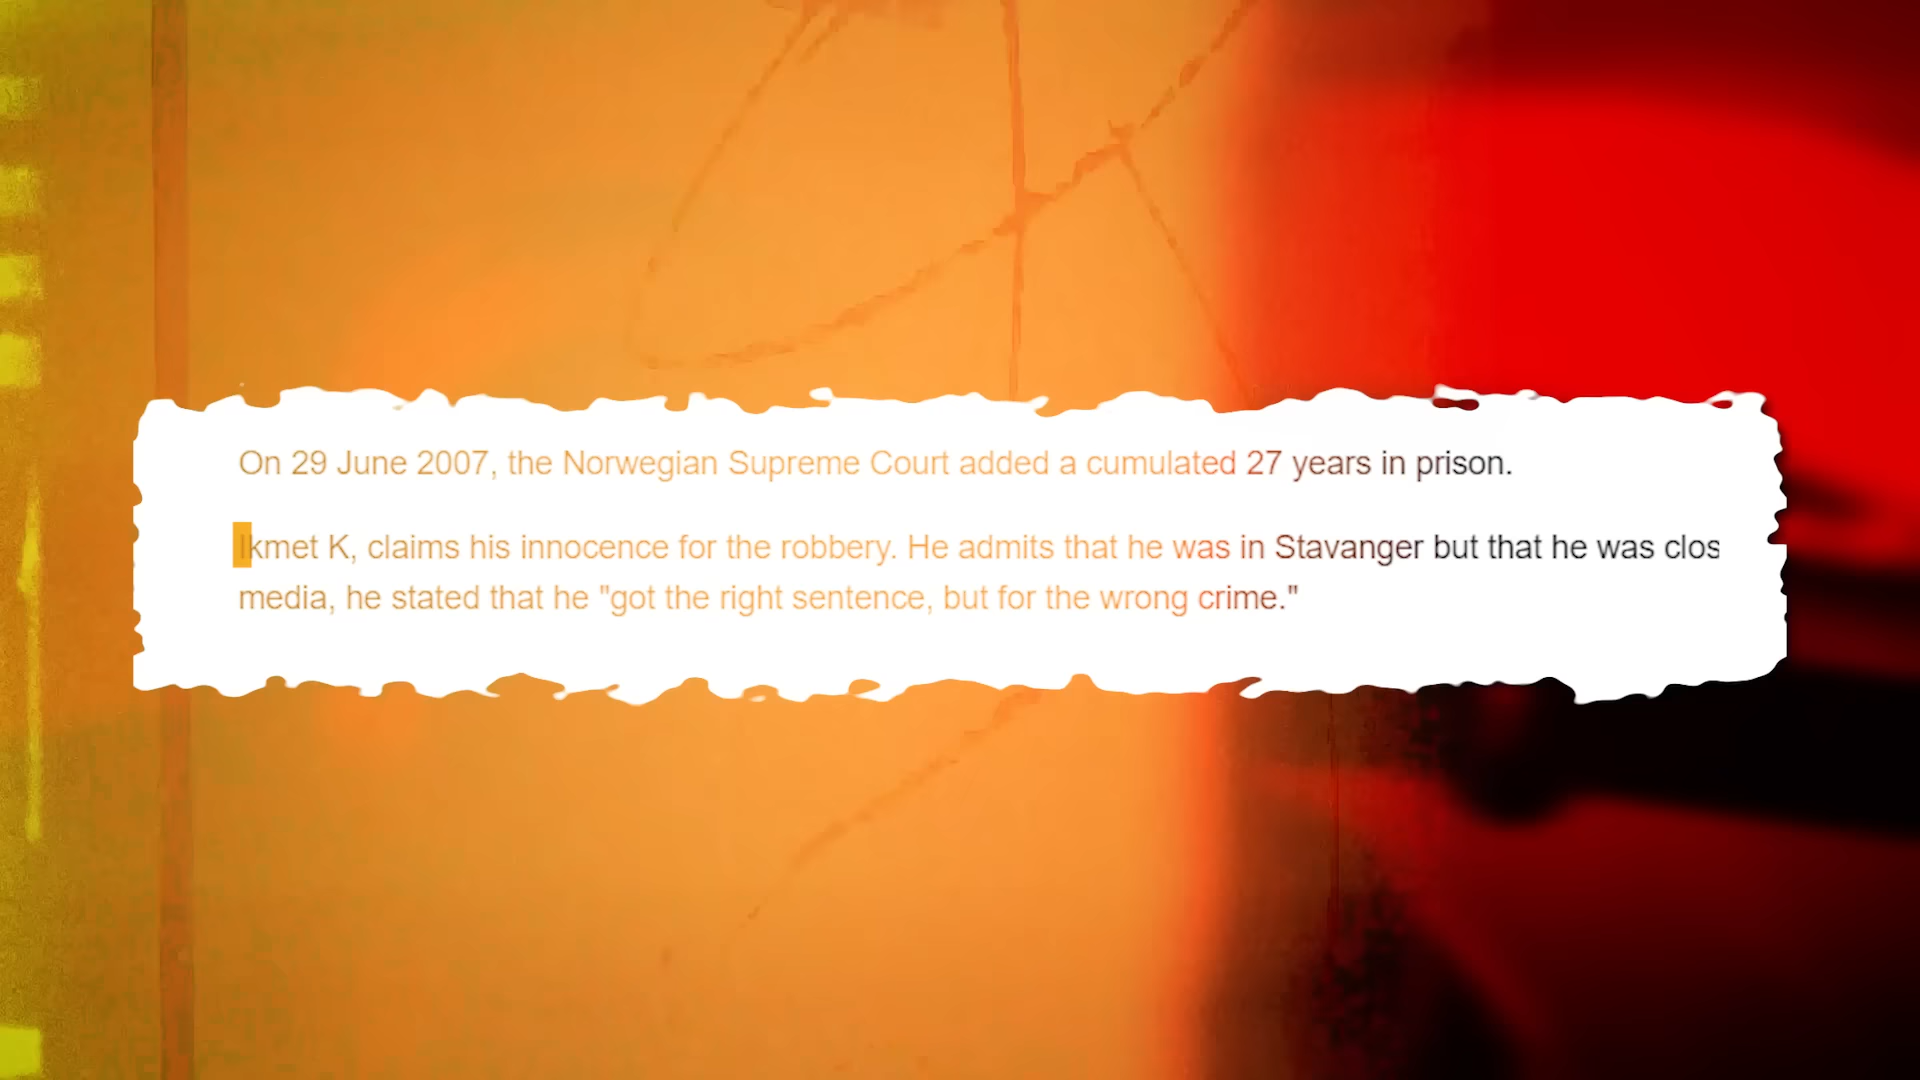 On 29 June 2007, the Norwegian Supreme Court added a cumulated 27 years in prison.
Ikmet K, claims his innocence for the robbery. He admits that he was in Stavanger but that he was clos
media, he stated that he "got the right sentence, but for the wrong crime."